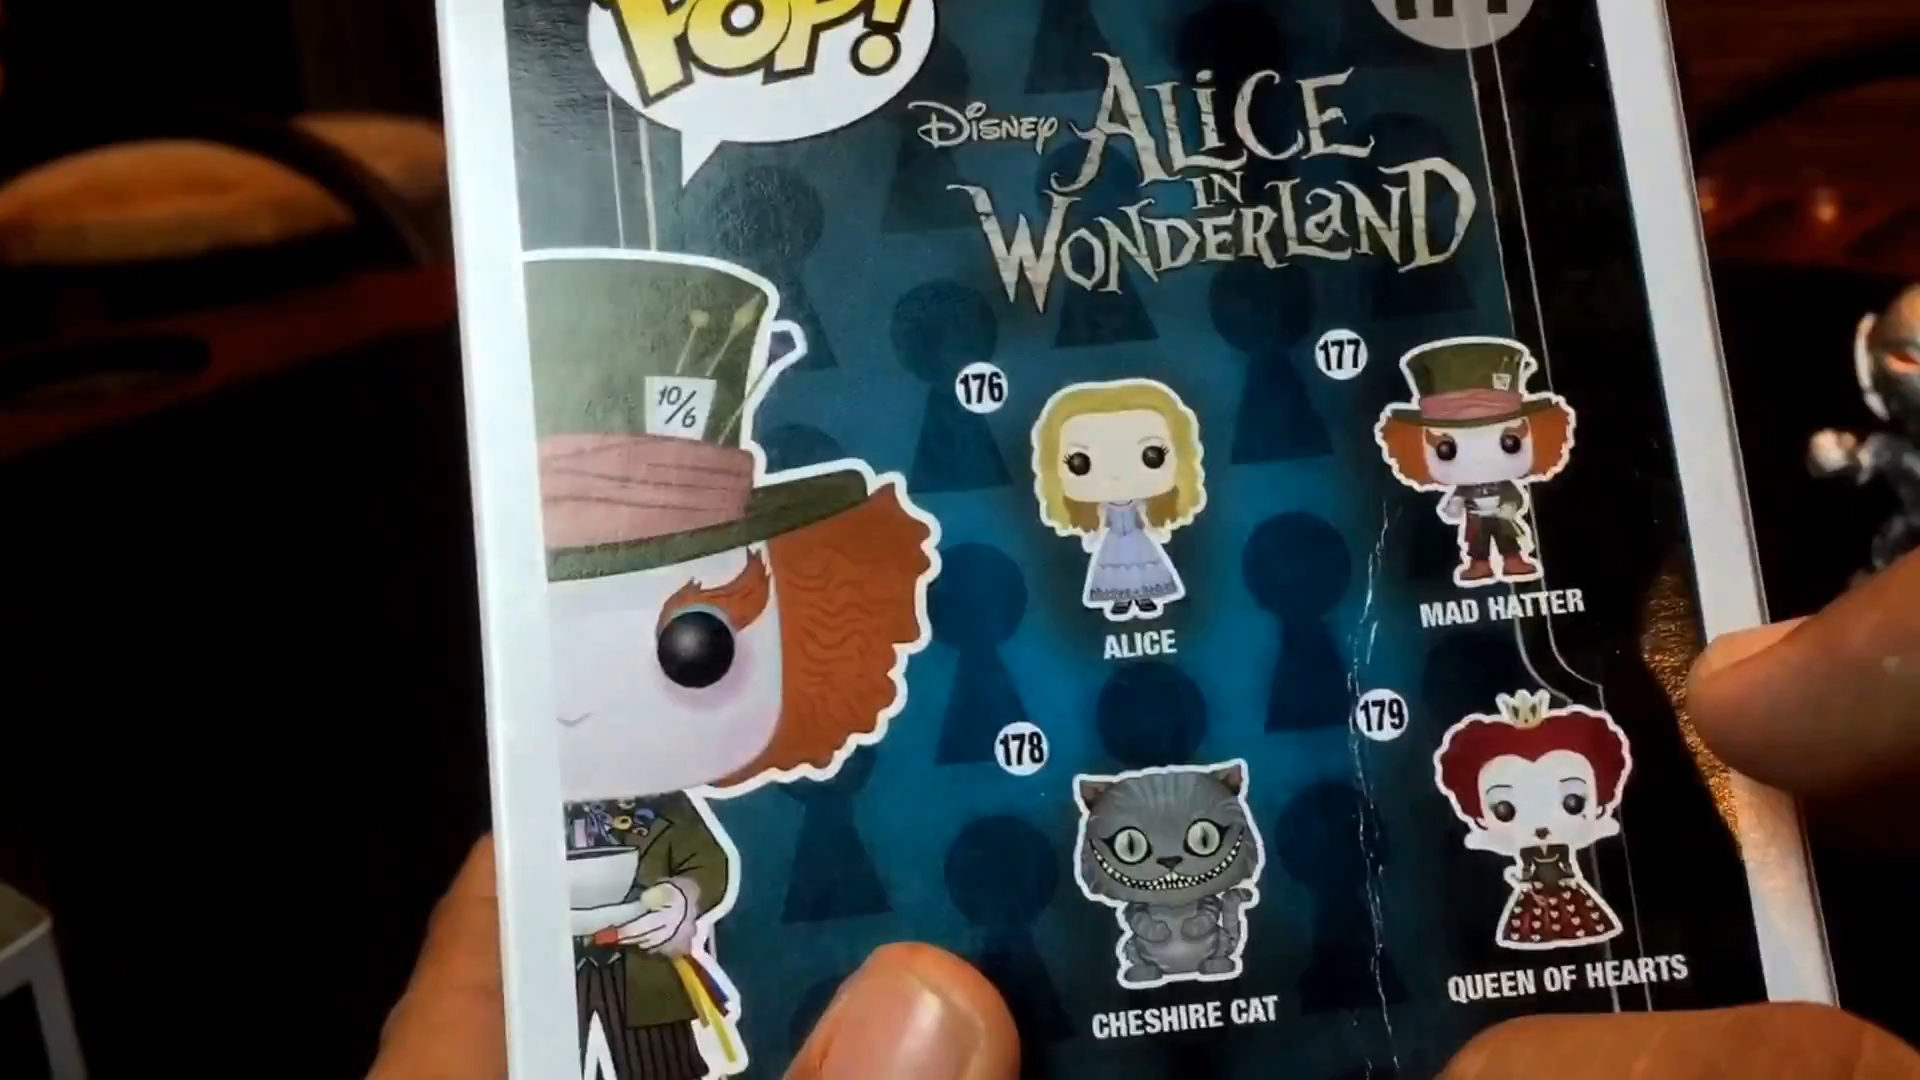 POP!
177
Disney ALICE
IN
WONDERLAND
10/6
176
177
ALICE
MAD HATTER
178
179
CHESHIRE CAT
QUEEN OF HEARTS